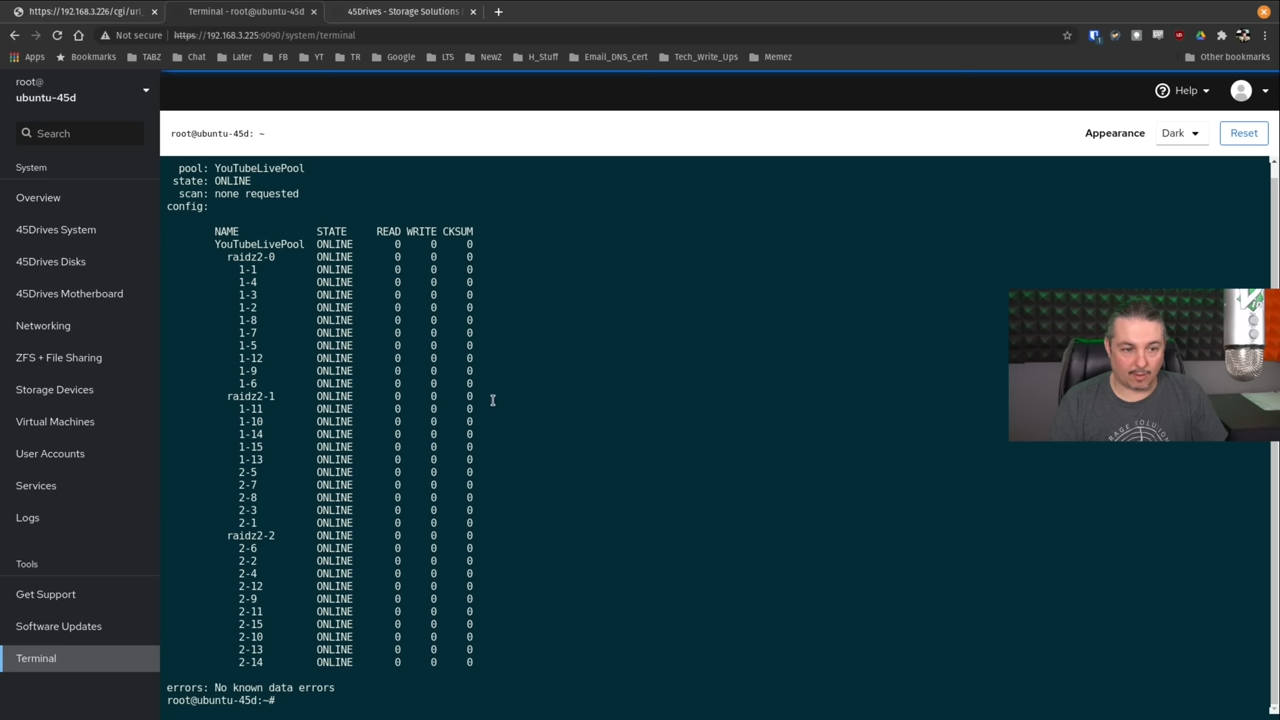 https://192.168.3.226/cgi/url
Terminal - root@ubuntu-45d
45Drives - Storage Solutions
Not secure
https://192.168.3.225:9090/system/terminal
Apps
Bookmarks
TABZ
Chat
Later
FB
YT
TR
Google
LTS
NewZ
H_Stuff
Email_DNS_Cert
Tech_Write_Ups
Memez
Other bookmarks
root@
ubuntu-45d
Help
Search
root@ubuntu-45d: ~
Appearance
Dark
Reset
System
Overview
45Drives System
45Drives Disks
45Drives Motherboard
Networking
ZFS + File Sharing
Storage Devices
Virtual Machines
User Accounts
Services
Logs
Tools
Get Support
Software Updates
Terminal
pool: YouTubeLivePool
state: ONLINE
scan: none requested
config:
NAME STATE READ WRITE CKSUM
YouTubeLivePool ONLINE 0 0 0
raidz2-0 ONLINE 0 0 0
1-1 ONLINE 0 0 0
1-4 ONLINE 0 0 0
1-3 ONLINE 0 0 0
1-2 ONLINE 0 0 0
1-8 ONLINE 0 0 0
1-7 ONLINE 0 0 0
1-5 ONLINE 0 0 0
1-12 ONLINE 0 0 0
1-9 ONLINE 0 0 0
1-6 ONLINE 0 0 0
raidz2-1 ONLINE 0 0 0
1-11 ONLINE 0 0 0
1-10 ONLINE 0 0 0
1-14 ONLINE 0 0 0
1-15 ONLINE 0 0 0
1-13 ONLINE 0 0 0
2-5 ONLINE 0 0 0
2-7 ONLINE 0 0 0
2-8 ONLINE 0 0 0
2-3 ONLINE 0 0 0
2-1 ONLINE 0 0 0
raidz2-2 ONLINE 0 0 0
2-6 ONLINE 0 0 0
2-2 ONLINE 0 0 0
2-4 ONLINE 0 0 0
2-12 ONLINE 0 0 0
2-9 ONLINE 0 0 0
2-11 ONLINE 0 0 0
2-15 ONLINE 0 0 0
2-10 ONLINE 0 0 0
2-13 ONLINE 0 0 0
2-14 ONLINE 0 0 0
errors: No known data errors
root@ubuntu-45d:~#